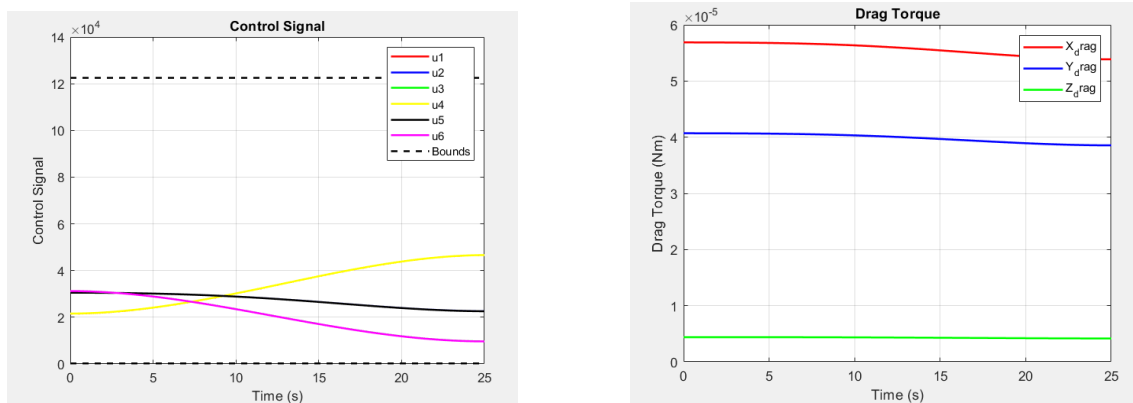 Control Signal
×10⁴
14
12
10
8
6
4
2
0
Control Signal
0 5 10 15 20 25
Time (s)
u1
u2
u3
u4
u5
u6
Bounds
Drag Torque
×10⁻⁵
6
5
4
3
2
1
0
Drag Torque (Nm)
0 5 10 15 20 25
Time (s)
X_drag
Y_drag
Z_drag